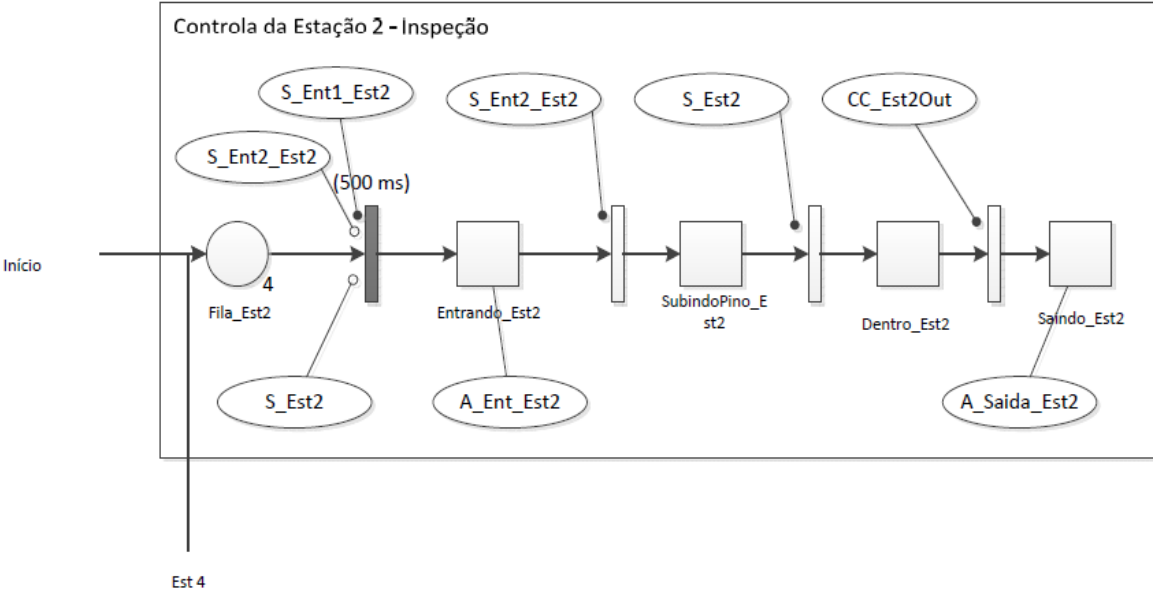 Controla da Estação 2 - Inspeção
S_Ent1_Est2
S_Ent2_Est2
S_Est2
CC_Est2Out
S_Ent2_Est2
(500 ms)
Início
4
Fila_Est2
Entrando_Est2
SubindoPino_E
st2
Dentro_Est2
Saindo_Est2
S_Est2
A_Ent_Est2
A_Saida_Est2
Est 4